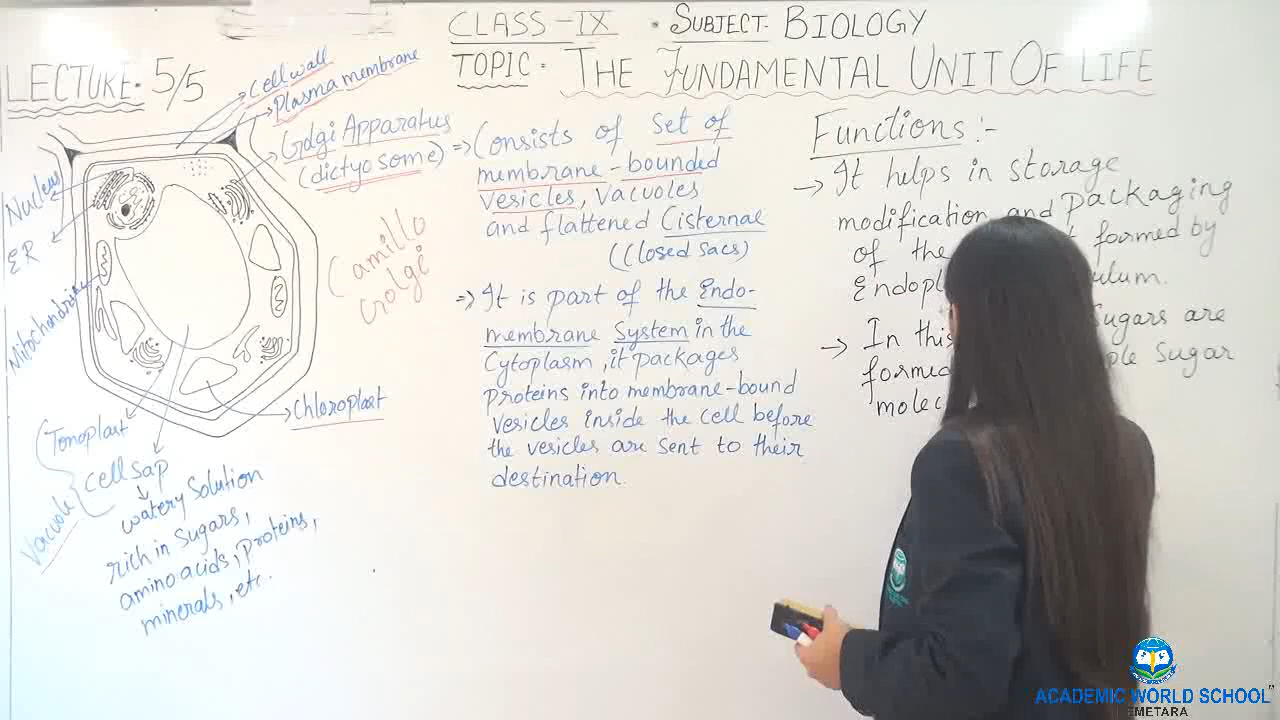 CLASS-IX • SUBJECT. BIOLOGY
LECTURE. 5/5
TOPIC. THE FUNDAMENTAL UNIT OF LIFE
Cell wall
Plasma membrane
Golgi Apparatus
(dictyosome)
Nucleus
ER
Mitochondria
(Camillo
Golgi
Chloroplast
Tonoplast
Cell Sap
Vacuole
watery Solution
rich in Sugars,
amino acids, proteins,
minerals, etc.
⇒ Consists of Set of
membrane-bounded
Vesicles, Vacuoles
and flattened Cisternae
(Closed sacs)
⇒ It is part of the Endo-
membrane System in the
Cytoplasm, it packages
proteins into membrane-bound
Vesicles inside the cell before
the vesicles are sent to their
destination.
Functions :-
→ It helps in storage
modification and packaging
of the formed by
→ In this Sugars are
Sugar
ACADEMIC WORLD SCHOOL"
BEMETARA